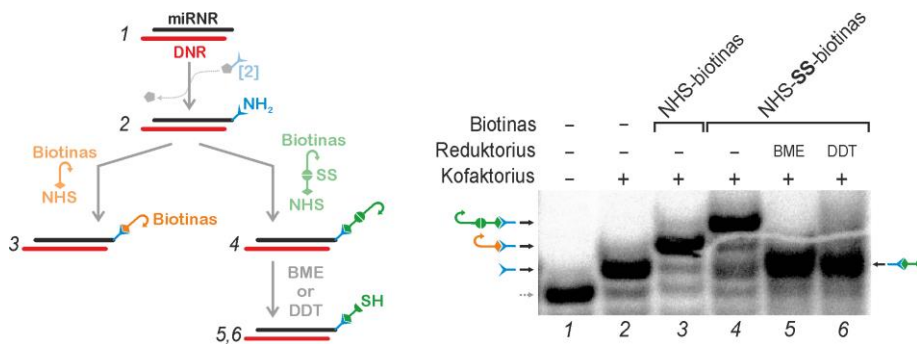 miRNR
1
DNR
[2]
NH2
2
Biotinas
NHS
Biotinas
SS
NHS
Biotinas
3
4
BME
or
DDT
SH
5,6
NHS-biotinas
NHS-SS-biotinas
Biotinas – –
Reduktorius – – – – BME DDT
Kofaktorius – + + + + +
1 2 3 4 5 6